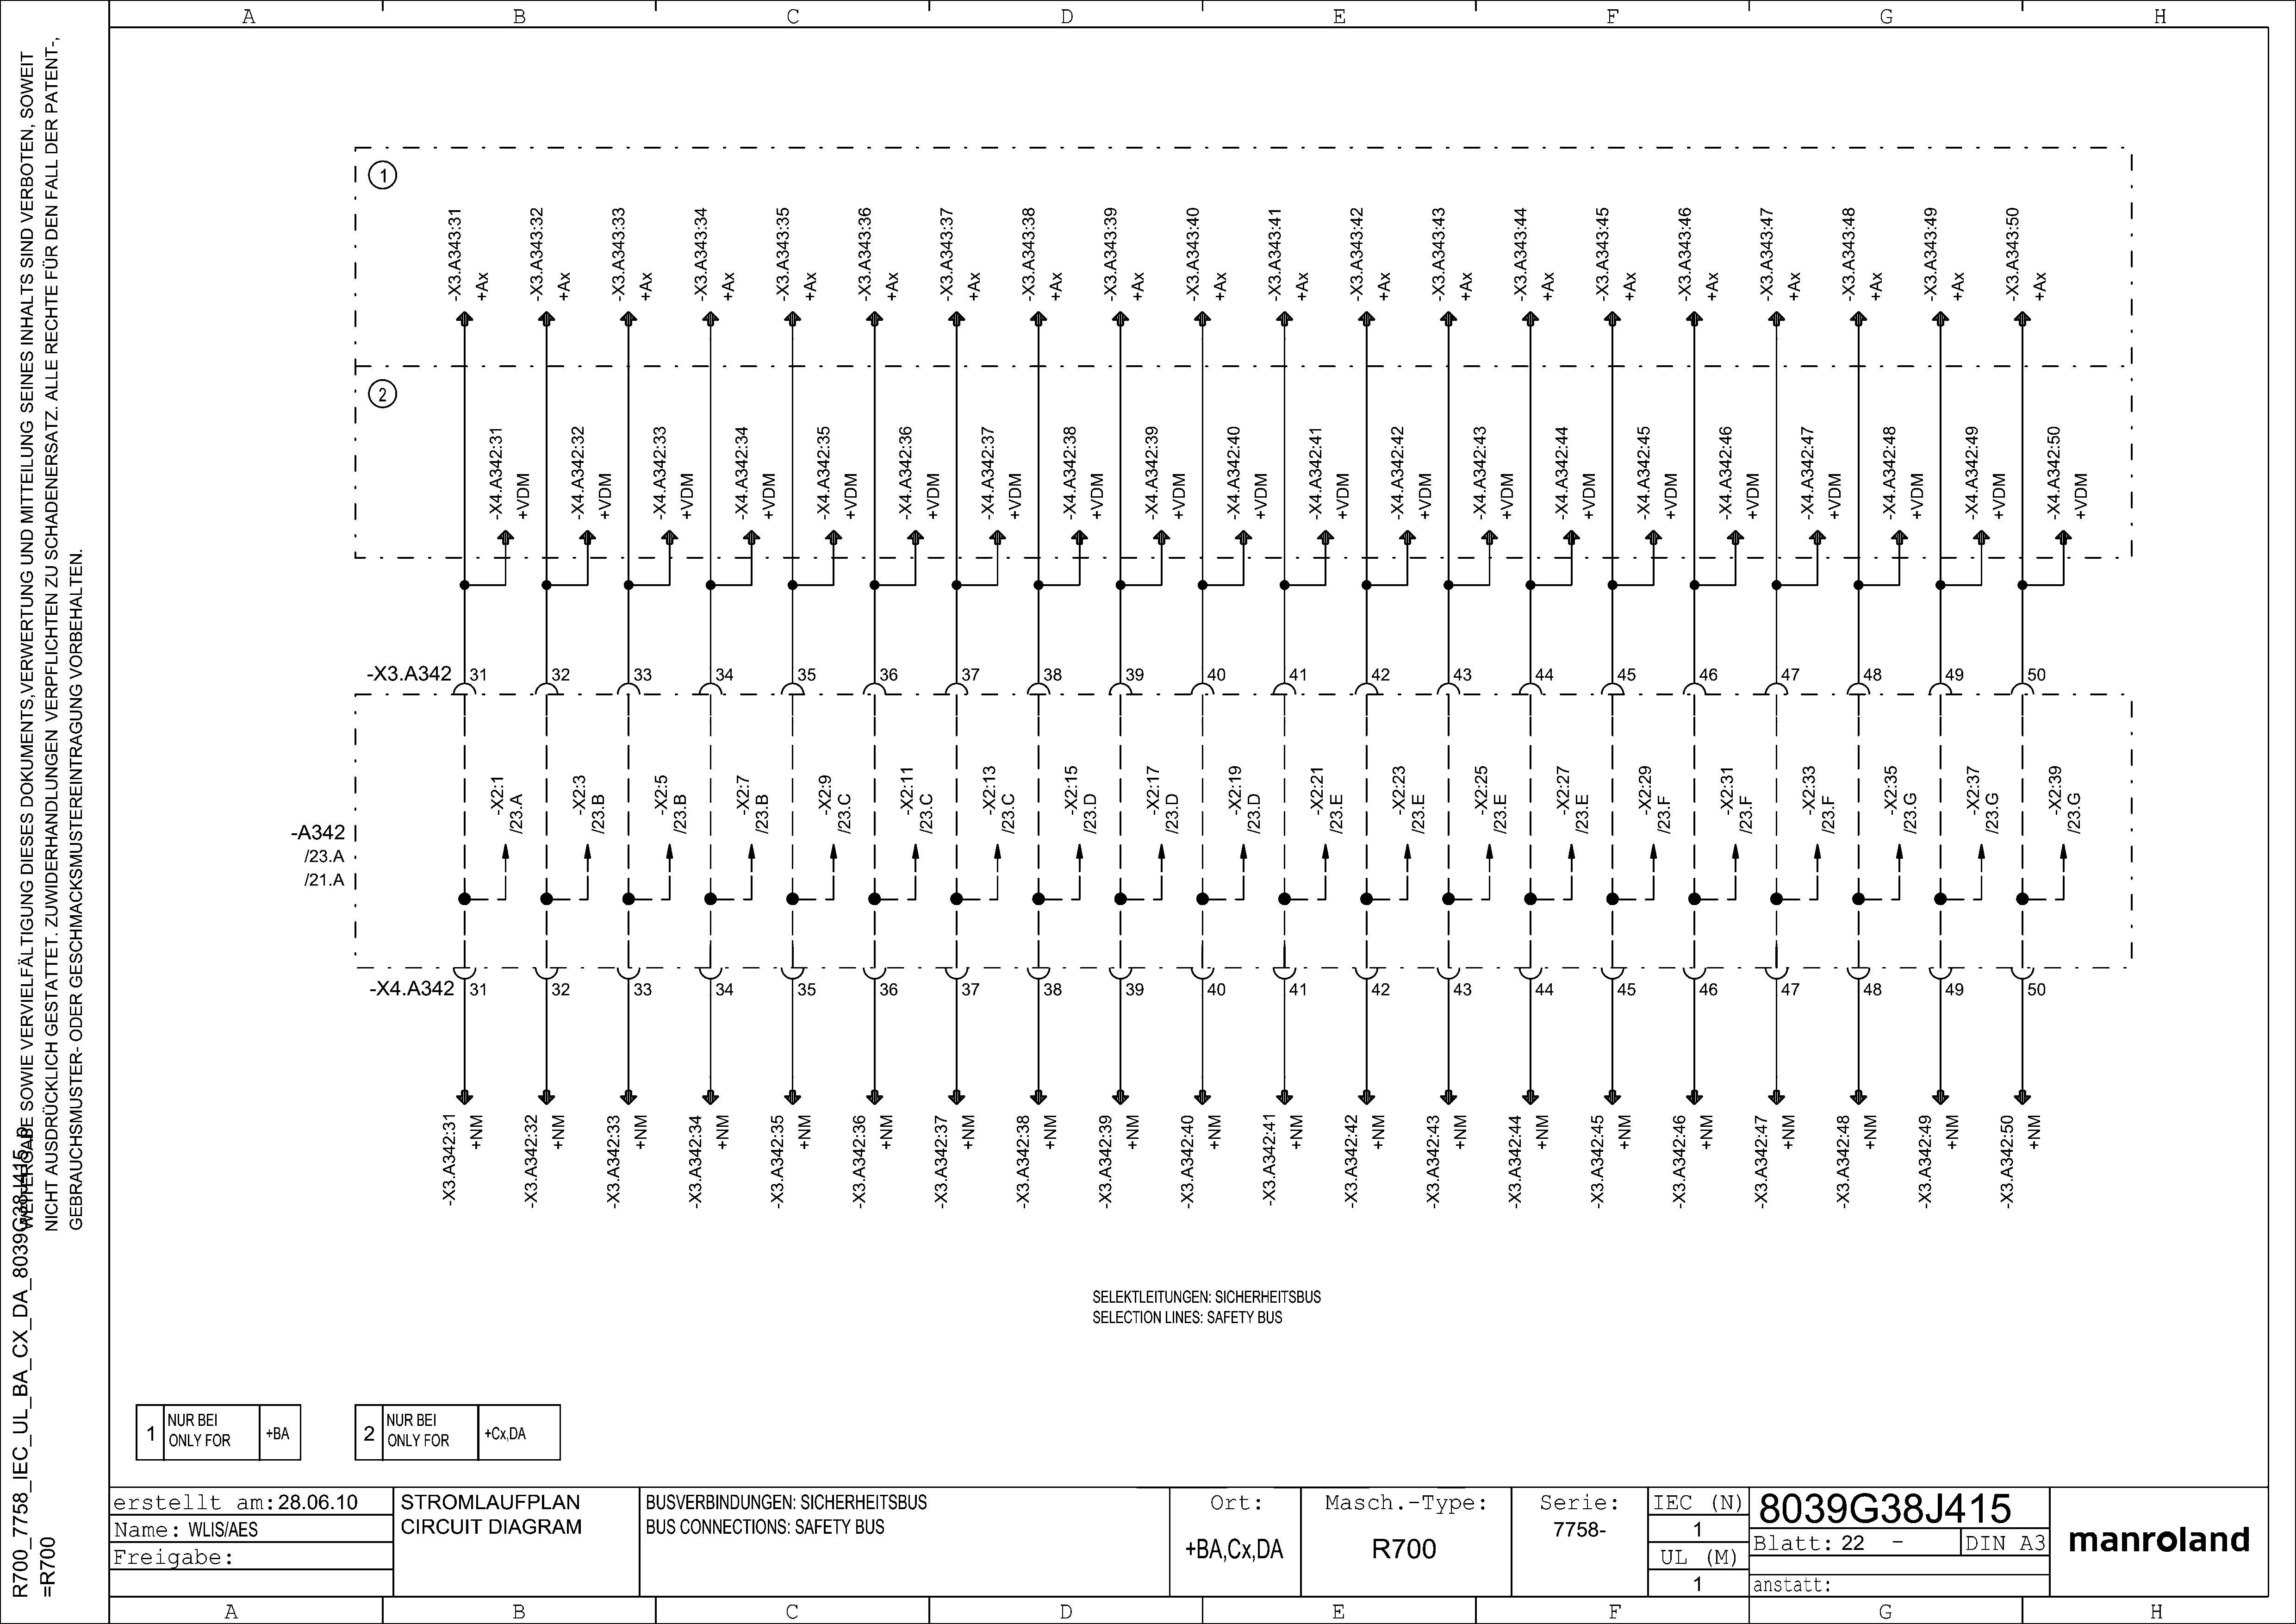 A B C D E F G H
WEITERGABE SOWIE VERVIELFÄLTIGUNG DIESES DOKUMENTS,VERWERTUNG UND MITTEILUNG SEINES INHALTS SIND VERBOTEN, SOWEIT
NICHT AUSDRÜCKLICH GESTATTET. ZUWIDERHANDLUNGEN VERPFLICHTEN ZU SCHADENERSATZ. ALLE RECHTE FÜR DEN FALL DER PATENT-,
GEBRAUCHSMUSTER- ODER GESCHMACKSMUSTEREINTRAGUNG VORBEHALTEN.
R700_7758_IEC_UL_BA_CX_DA_8039G38J415_D
=R700
1
-X3.A343:31 -X3.A343:32 -X3.A343:33 -X3.A343:34 -X3.A343:35 -X3.A343:36 -X3.A343:37 -X3.A343:38 -X3.A343:39 -X3.A343:40 -X3.A343:41 -X3.A343:42 -X3.A343:43 -X3.A343:44 -X3.A343:45 -X3.A343:46 -X3.A343:47 -X3.A343:48 -X3.A343:49 -X3.A343:50
+Ax +Ax +Ax +Ax +Ax +Ax +Ax +Ax +Ax +Ax +Ax +Ax +Ax +Ax +Ax +Ax +Ax +Ax +Ax +Ax
2
-X4.A342:31 -X4.A342:32 -X4.A342:33 -X4.A342:34 -X4.A342:35 -X4.A342:36 -X4.A342:37 -X4.A342:38 -X4.A342:39 -X4.A342:40 -X4.A342:41 -X4.A342:42 -X4.A342:43 -X4.A342:44 -X4.A342:45 -X4.A342:46 -X4.A342:47 -X4.A342:48 -X4.A342:49 -X4.A342:50
+VDM +VDM +VDM +VDM +VDM +VDM +VDM +VDM +VDM +VDM +VDM +VDM +VDM +VDM +VDM +VDM +VDM +VDM +VDM +VDM
-X3.A342 31 32 33 34 35 36 37 38 39 40 41 42 43 44 45 46 47 48 49 50
-X2:1 -X2:3 -X2:5 -X2:7 -X2:9 -X2:11 -X2:13 -X2:15 -X2:17 -X2:19 -X2:21 -X2:23 -X2:25 -X2:27 -X2:29 -X2:31 -X2:33 -X2:35 -X2:37 -X2:39
/23.A /23.B /23.B /23.B /23.C /23.C /23.C /23.D /23.D /23.D /23.E /23.E /23.E /23.E /23.F /23.F /23.F /23.G /23.G /23.G
-A342
/23.A
/21.A
-X4.A342 31 32 33 34 35 36 37 38 39 40 41 42 43 44 45 46 47 48 49 50
-X3.A342:31 -X3.A342:32 -X3.A342:33 -X3.A342:34 -X3.A342:35 -X3.A342:36 -X3.A342:37 -X3.A342:38 -X3.A342:39 -X3.A342:40 -X3.A342:41 -X3.A342:42 -X3.A342:43 -X3.A342:44 -X3.A342:45 -X3.A342:46 -X3.A342:47 -X3.A342:48 -X3.A342:49 -X3.A342:50
+NM +NM +NM +NM +NM +NM +NM +NM +NM +NM +NM +NM +NM +NM +NM +NM +NM +NM +NM +NM
SELEKTLEITUNGEN: SICHERHEITSBUS
SELECTION LINES: SAFETY BUS
1 NUR BEI +BA
ONLY FOR
2 NUR BEI +Cx,DA
ONLY FOR
erstellt am: 28.06.10
Name: WLIS/AES
Freigabe:
STROMLAUFPLAN
CIRCUIT DIAGRAM
BUSVERBINDUNGEN: SICHERHEITSBUS
BUS CONNECTIONS: SAFETY BUS
Ort:
+BA,Cx,DA
Masch.-Type:
R700
Serie:
7758-
IEC (N)
1
UL (M)
1
8039G38J415
Blatt: 22 - DIN A3
anstatt:
manroland
A B C D E F G H